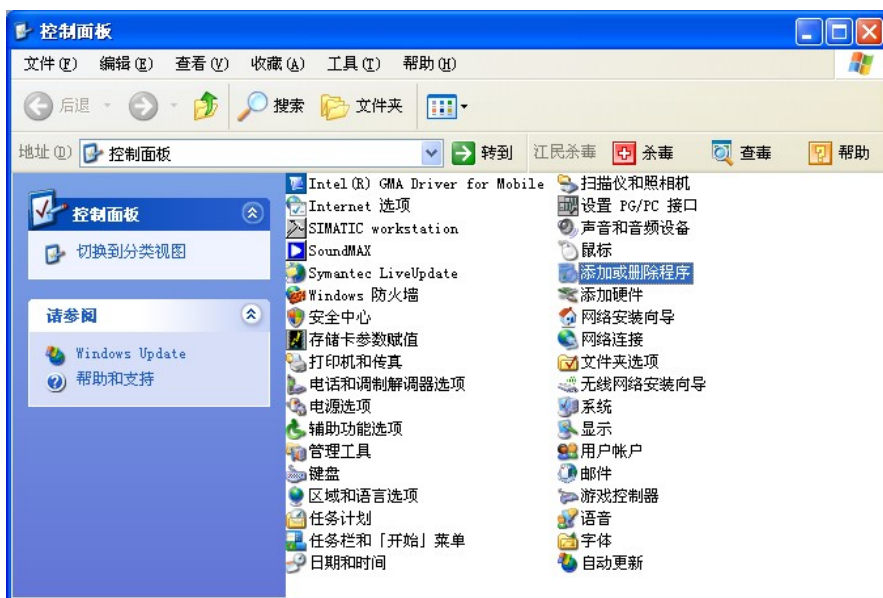 控制面板
文件(F) 编辑(E) 查看(V) 收藏(A) 工具(T) 帮助(H)
后退 搜索 文件夹
地址(D) 控制面板 转到 江民杀毒 杀毒 查毒 帮助
控制面板
切换到分类视图
请参阅
Windows Update
帮助和支持
Intel(R) GMA Driver for Mobile
Internet 选项
SIMATIC workstation
SoundMAX
Symantec LiveUpdate
Windows 防火墙
安全中心
存储卡参数赋值
打印机和传真
电话和调制解调器选项
电源选项
辅助功能选项
管理工具
键盘
区域和语言选项
任务计划
任务栏和「开始」菜单
日期和时间
扫描仪和照相机
设置 PG/PC 接口
声音和音频设备
鼠标
添加或删除程序
添加硬件
网络安装向导
网络连接
文件夹选项
无线网络安装向导
系统
显示
用户帐户
邮件
游戏控制器
语音
字体
自动更新